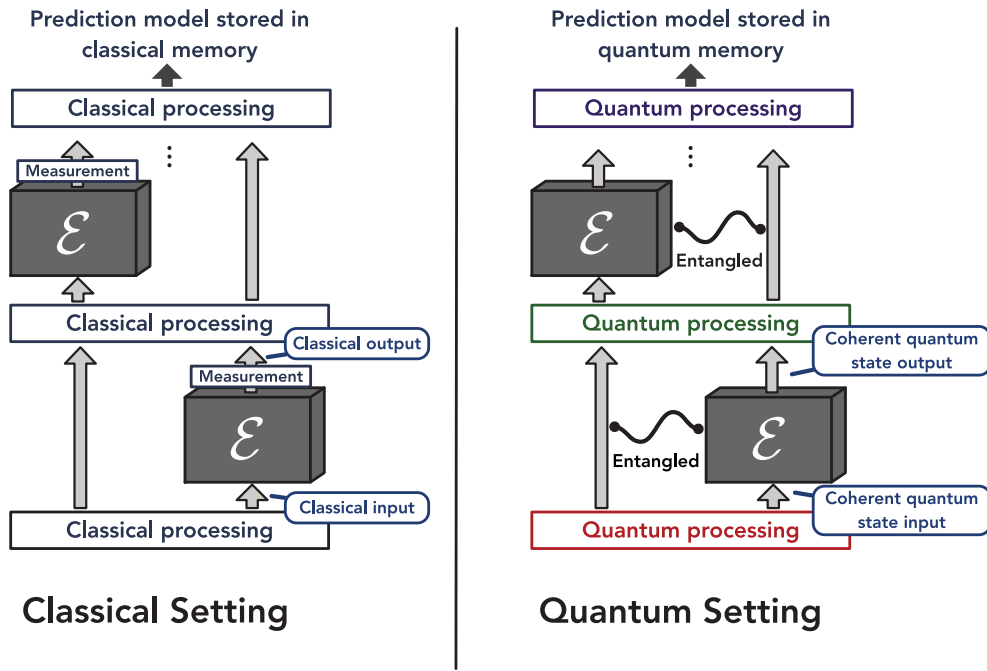 Prediction model stored in
classical memory
Classical processing
⋮
Measurement
ℰ
Classical processing
Classical output
Measurement
ℰ
Classical input
Classical processing
Classical Setting
Prediction model stored in
quantum memory
Quantum processing
⋮
ℰ
Entangled
Quantum processing
Coherent quantum
state output
ℰ
Entangled
Coherent quantum
state input
Quantum processing
Quantum Setting